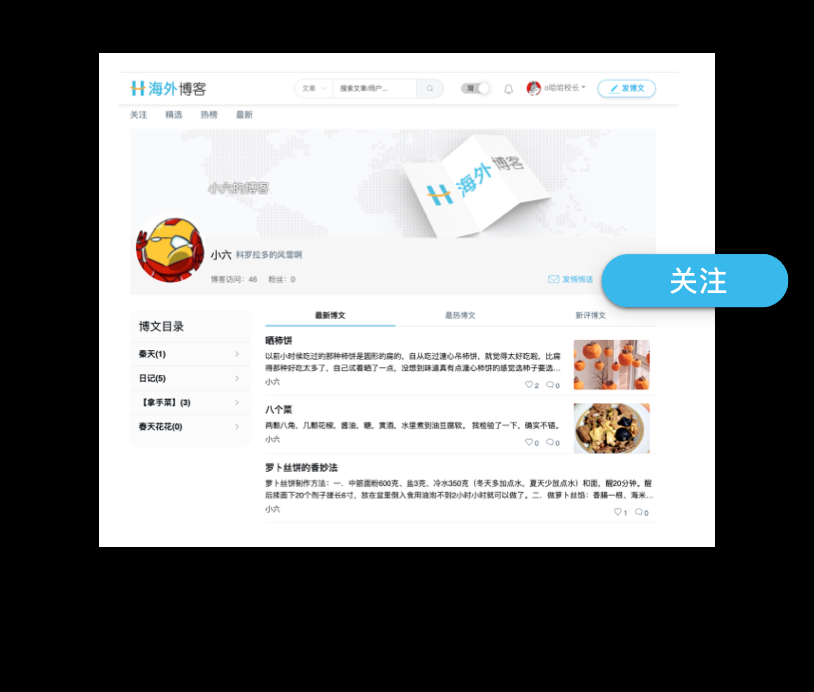 海外博客
文章
搜索文章/用户...
简
o哈哈校长
发博文
关注
精选
热榜
最新
小六的博客
海外博客
小六 科罗拉多的风雪啊
博客访问：46 粉丝：0
发悄悄话
关注
博文目录
秦天(1)
日记(5)
【拿手菜】(3)
春天花花(0)
最新博文
最热博文
新评博文
晒柿饼
以前小时候吃过的那种柿饼是圆形的扁的。自从吃过溏心吊柿饼，就觉得太好吃啦，比扁
得那种好吃太多了，自己试着晒了一点，没想到味道真有点溏心柿饼的感觉选柿子要选...
小六
2 0
八个菜
两颗八角、几颗花椒，酱油，糖，黄酒，水里煮到油豆腐软。 我检验了一下，确实不错。
小六
0 0
罗卜丝饼的香妙法
萝卜丝饼制作方法：一、中筋面粉600克、盐3克、冷水350克（冬天多加点水，夏天少放点水）和面，醒20分钟。醒
后揉面下20个剂子搓长6寸，放在盆里倒入食用油泡不到2小时小时就可以做了。二、做萝卜丝馅：香肠一根、海米...
小六
1 0